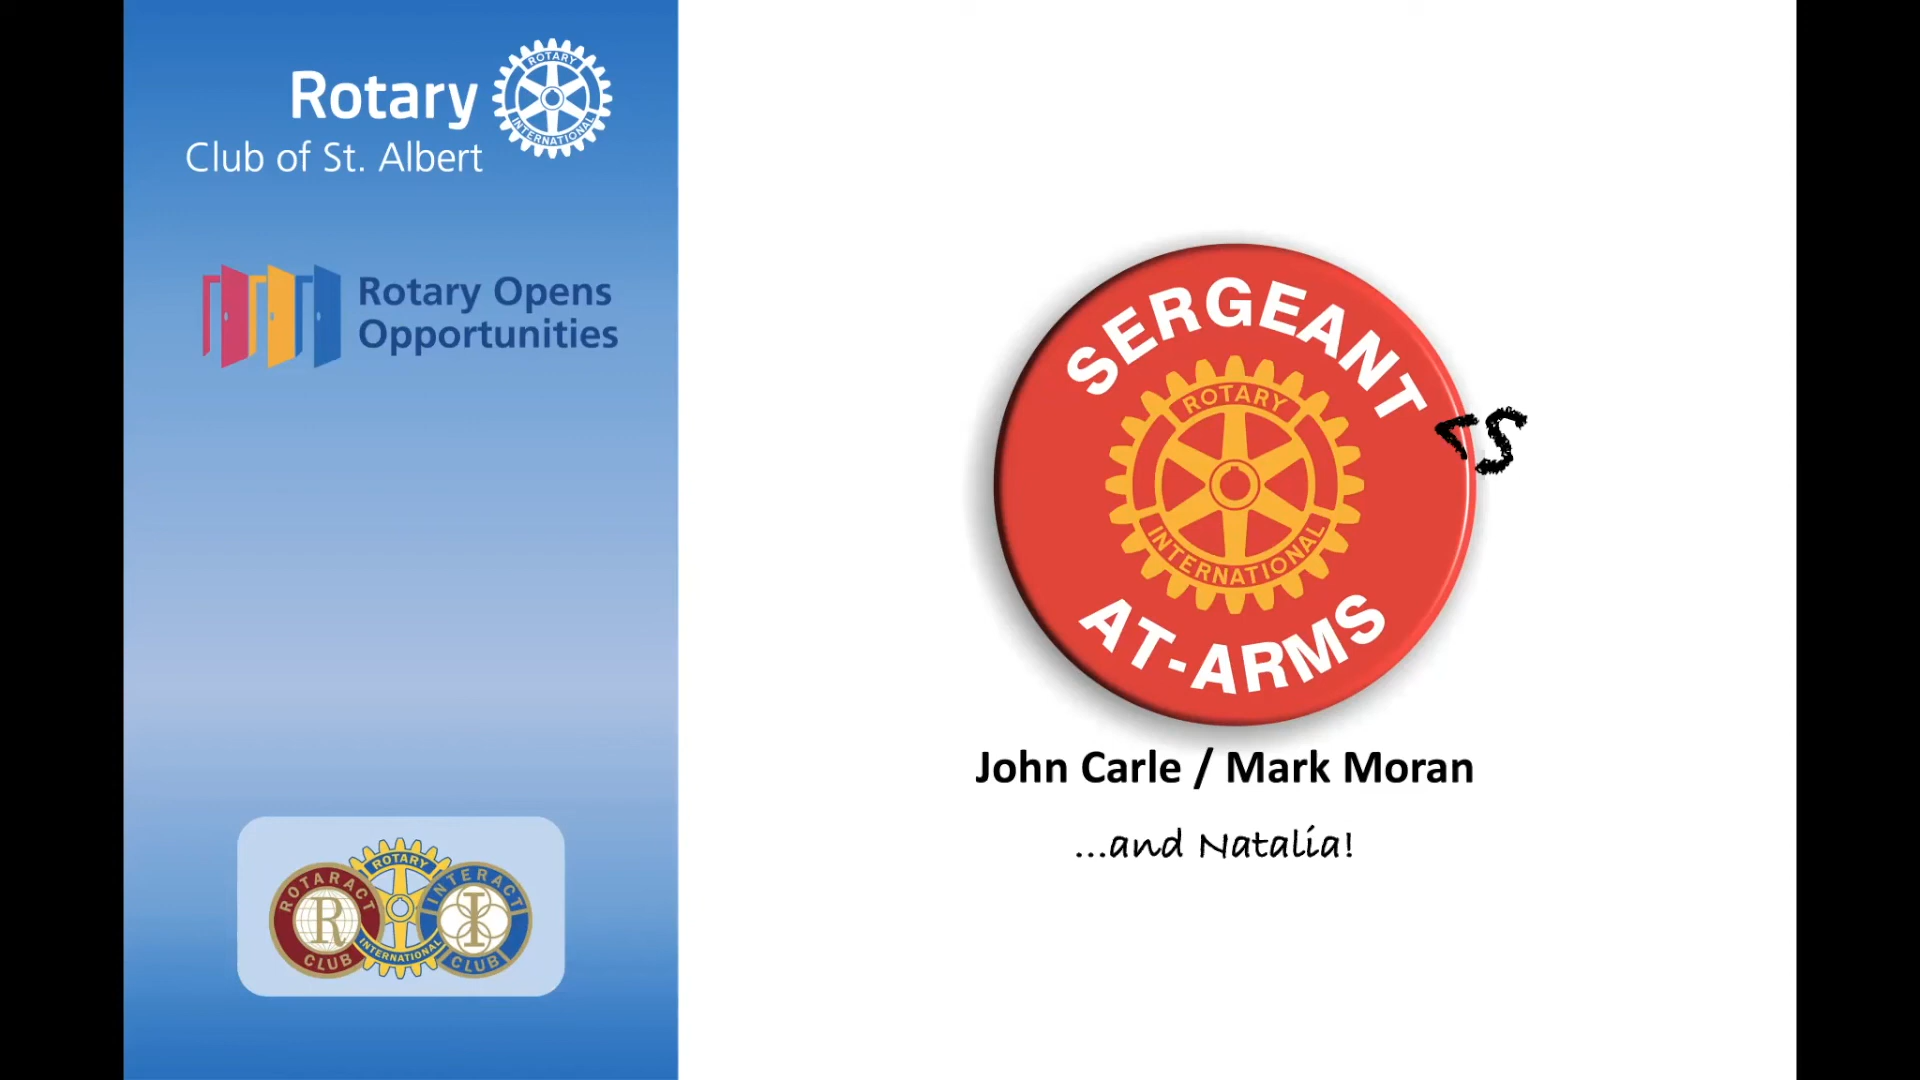 Rotary
Club of St. Albert
ROTARY
INTERNATIONAL
Rotary Opens
Opportunities
ROTARACT
CLUB
R
ROTARY
INTERNATIONAL
INTERACT
CLUB
I
SERGEANT
<S
ROTARY
INTERNATIONAL
AT-ARMS
John Carle / Mark Moran
...and Natalia!